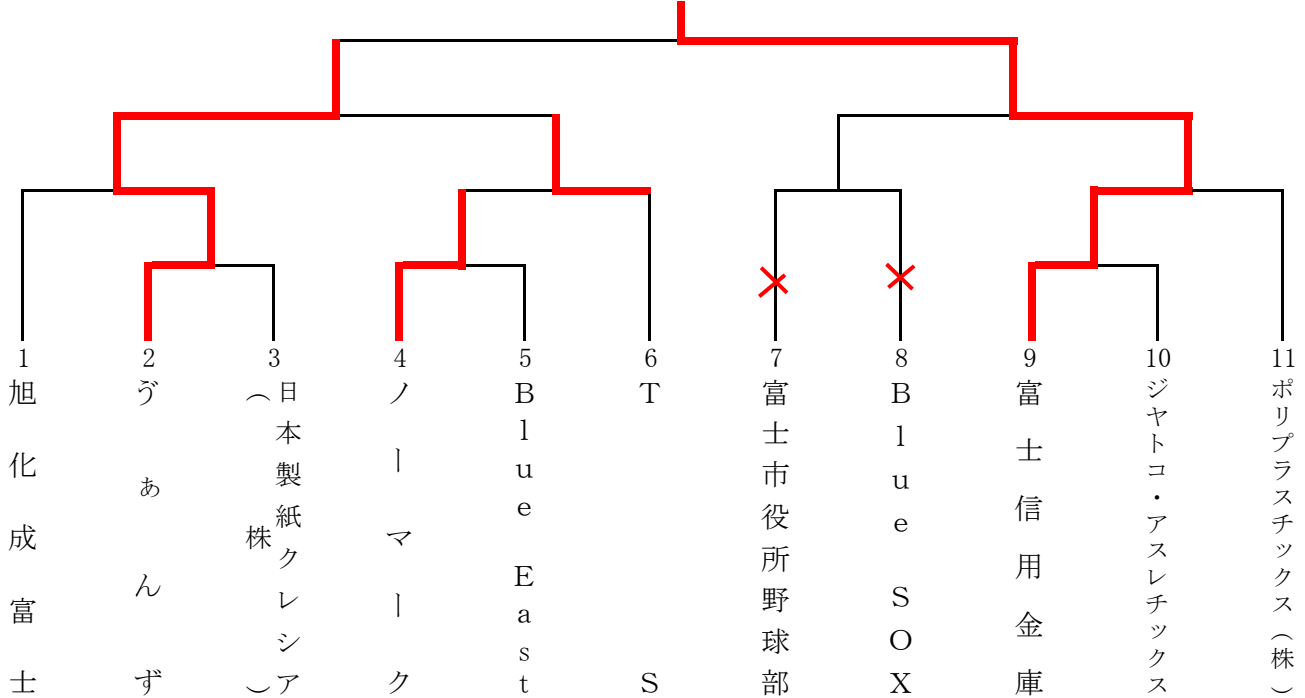 1
旭化成富士
2
ゔぁんず
3
日本製紙クレシア
（株）
4
ノーマーク
5
Blue East
6
TS
7
富士市役所野球部
8
Blue SOX
9
富士信用金庫
10
ジヤトコ・アスレチックス
11
ポリプラスチックス（株）